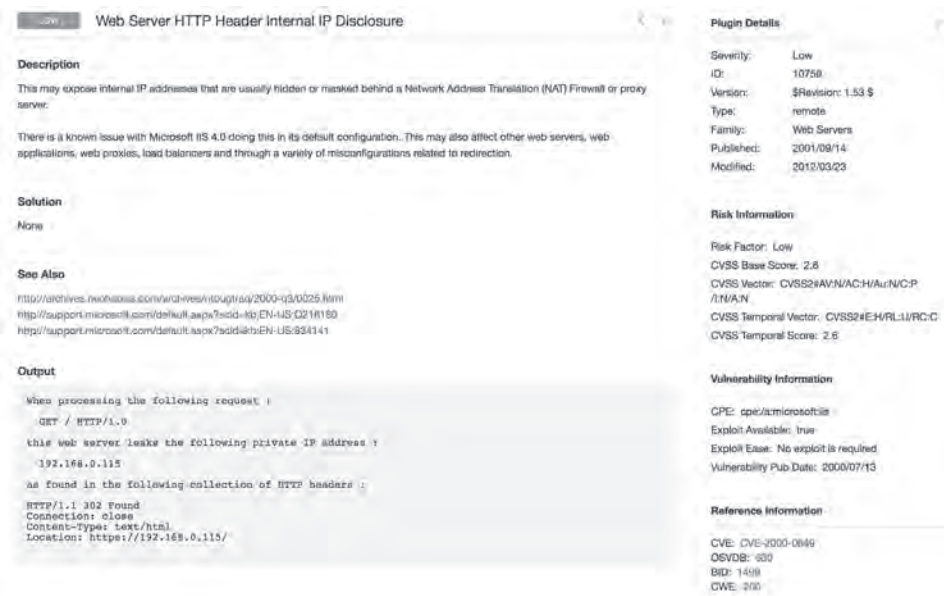 Web Server HTTP Header Internal IP Disclosure
Description
This may expose internal IP addresses that are usually hidden or masked behind a Network Address Translation (NAT) Firewall or proxy
server.
There is a known issue with Microsoft IIS 4.0 doing this in its default configuration. This may also affect other web servers, web
applications, web proxies, load balancers and through a variety of misconfigurations related to redirection.
Solution
None
See Also
Output
When processing the following request :
GET / HTTP/1.0
this web server leaks the following private IP address :
192.168.0.115
as found in the following collection of HTTP headers :
HTTP/1.1 302 Found
Connection: close
Content-Type: text/html
Location: https://192.168.0.115/
Plugin Details
Severity: Low
ID: 10759
Version: $Revision: 1.53 $
Type: remote
Family: Web Servers
Published: 2001/09/14
Modified: 2012/03/23
Risk Information
Risk Factor: Low
CVSS Base Score: 2.6
CVSS Vector: CVSS2#AV:N/AC:H/Au:N/C:P
/I:N/A:N
CVSS Temporal Vector: CVSS2#E:H/RL:U/RC:C
CVSS Temporal Score: 2.6
Vulnerability Information
CPE: cpe:/a:microsoft:iis
Exploit Available: true
Exploit Ease: No exploit is required
Vulnerability Pub Date: 2000/07/13
Reference Information
CVE: CVE-2000-0649
OSVDB:
BID: 1499
CWE: 200